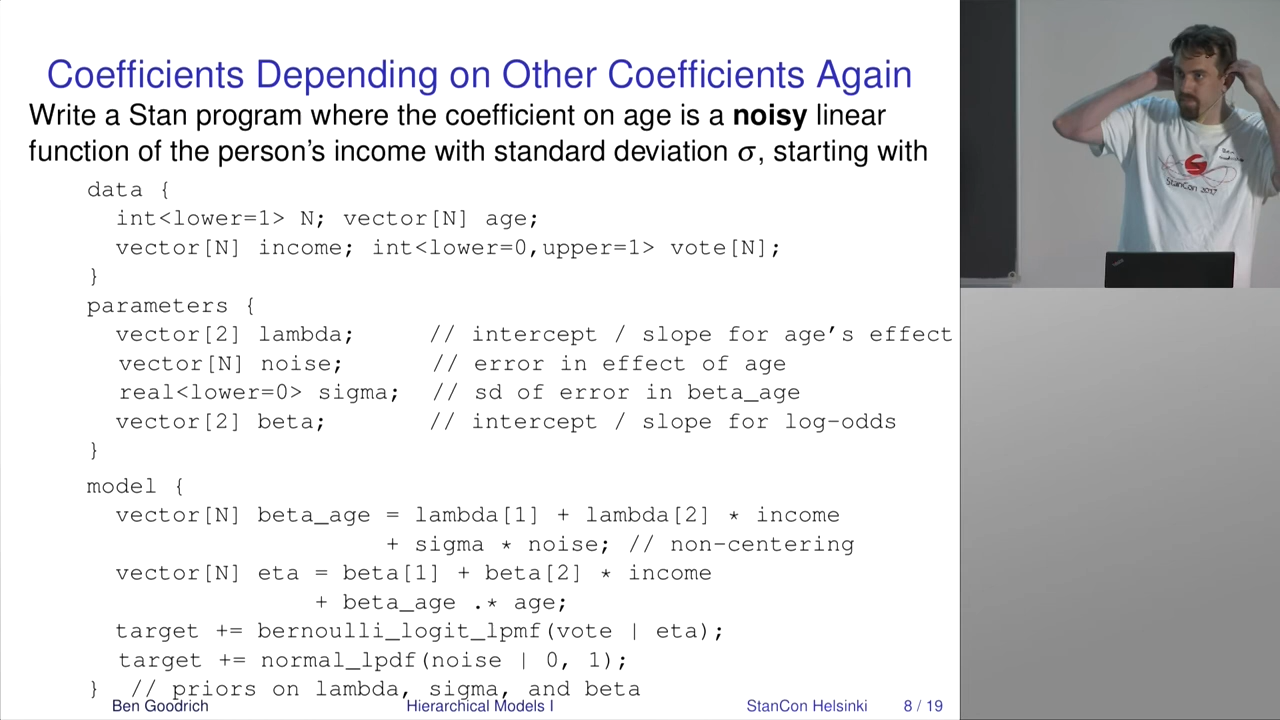 Coefficients Depending on Other Coefficients Again
Write a Stan program where the coefficient on age is a noisy linear
function of the person's income with standard deviation σ, starting with
data {
int<lower=1> N; vector[N] age;
vector[N] income; int<lower=0,upper=1> vote[N];
}
parameters {
vector[2] lambda; // intercept / slope for age's effect
vector[N] noise; // error in effect of age
real<lower=0> sigma; // sd of error in beta_age
vector[2] beta; // intercept / slope for log-odds
}
model {
vector[N] beta_age = lambda[1] + lambda[2] * income
+ sigma * noise; // non-centering
vector[N] eta = beta[1] + beta[2] * income
+ beta_age .* age;
target += bernoulli_logit_lpmf(vote | eta);
target += normal_lpdf(noise | 0, 1);
} // priors on lambda, sigma, and beta
Ben Goodrich Hierarchical Models I StanCon Helsinki 8 / 19
StanCon 2017